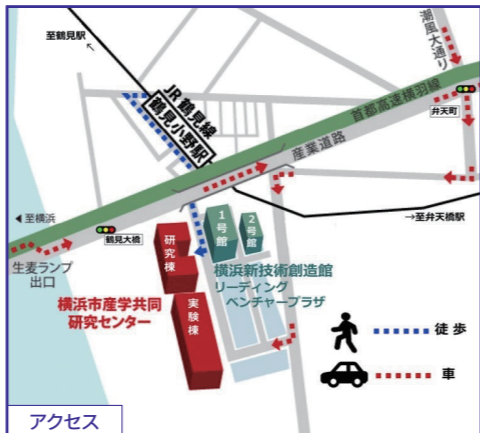 至鶴見駅
潮風大通り
JR 鶴見線
鶴見小野駅
首都高速横羽線
弁天町
産業道路
◀至横浜
鶴見大橋
→至弁天橋駅
生麦ランプ
出口
研究棟
1号館
2号館
横浜新技術創造館
リーディング
ベンチャープラザ
横浜市産学共同
研究センター
実験棟
徒歩
車
アクセス